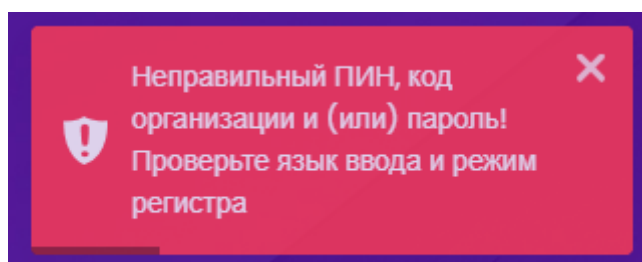 Неправильный ПИН, код
организации и (или) пароль!
Проверьте язык ввода и режим
регистра